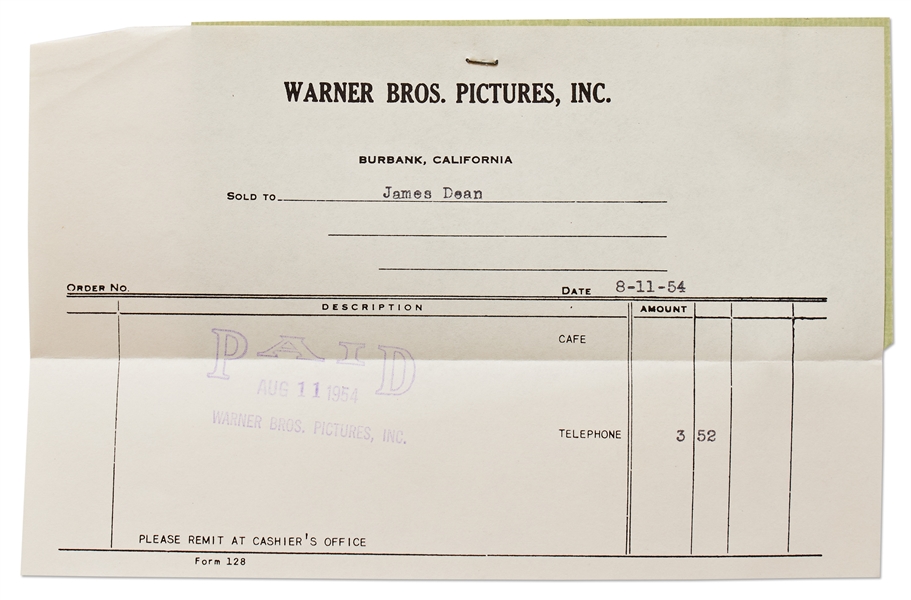 WARNER BROS. PICTURES, INC.
BURBANK, CALIFORNIA
SOLD TO James Dean
ORDER NO. DATE 8-11-54
DESCRIPTION AMOUNT
CAFE
PAID
AUG 11 1954
WARNER BROS. PICTURES, INC.
TELEPHONE 3 52
PLEASE REMIT AT CASHIER'S OFFICE
Form 128